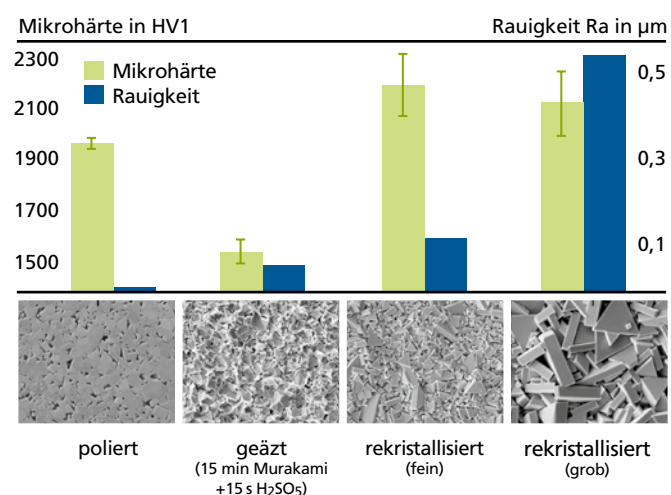 Mikrohärte in HV1
Rauigkeit Ra in µm
2300
2100
1900
1700
1500
Mikrohärte
Rauigkeit
0,5
0,3
0,1
poliert
geäzt
(15 min Murakami
+15 s H₂SO₅)
rekristallisiert
(fein)
rekristallisiert
(grob)